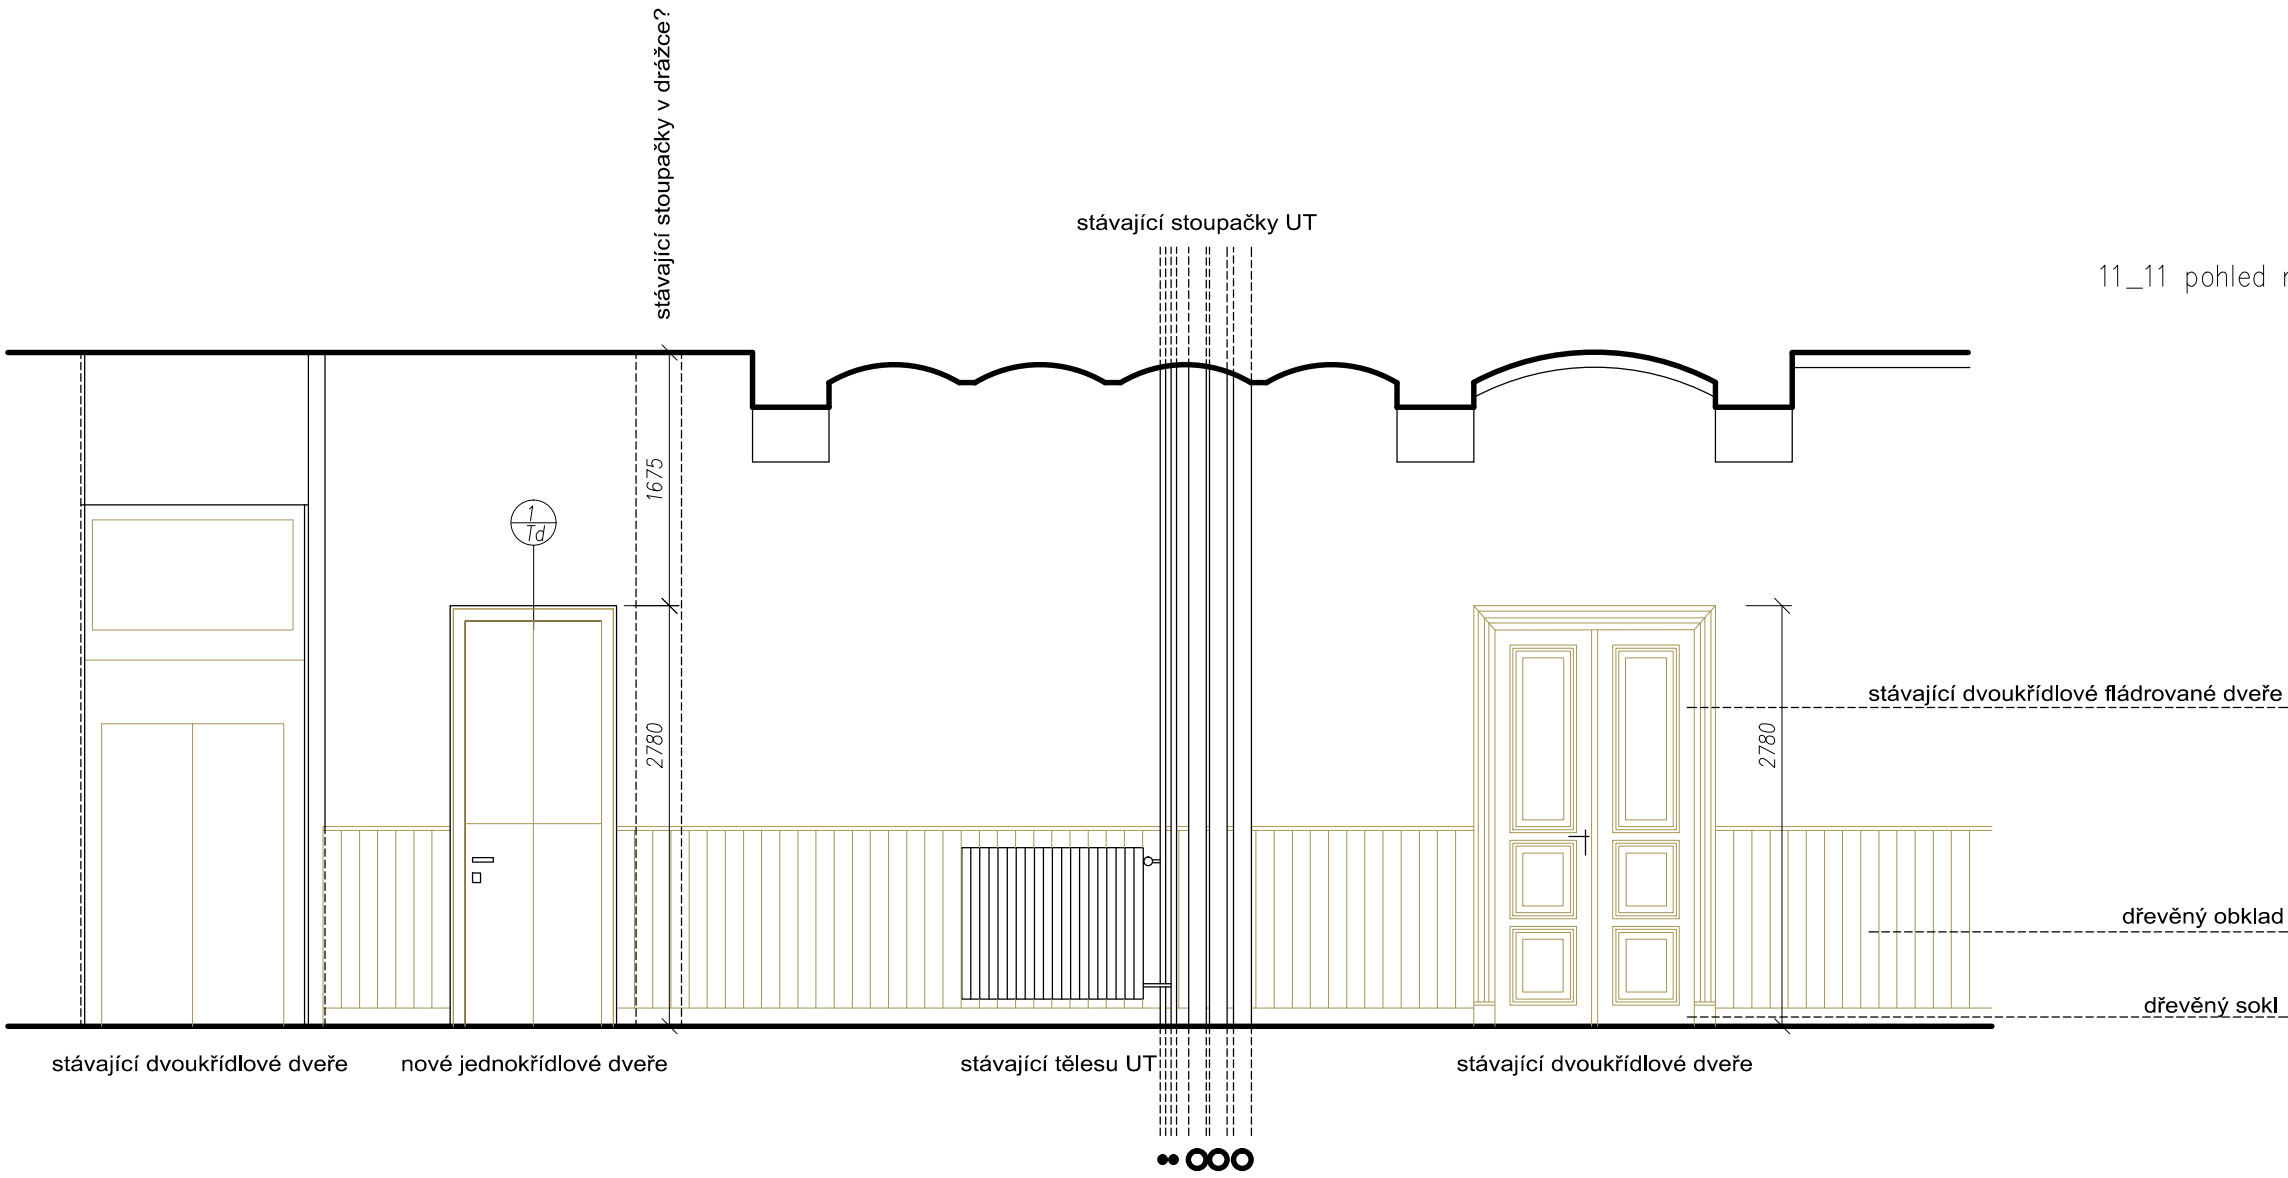 stávající stoupačky v drážce?
stávající stoupačky UT
11_11 pohled
1675
1
Td
2780
2780
stávající dvoukřídlové fládrované dveře
dřevěný obklad
dřevěný sokl
stávající dvoukřídlové dveře
nové jednokřídlové dveře
stávající tělesu UT
stávající dvoukřídlové dveře